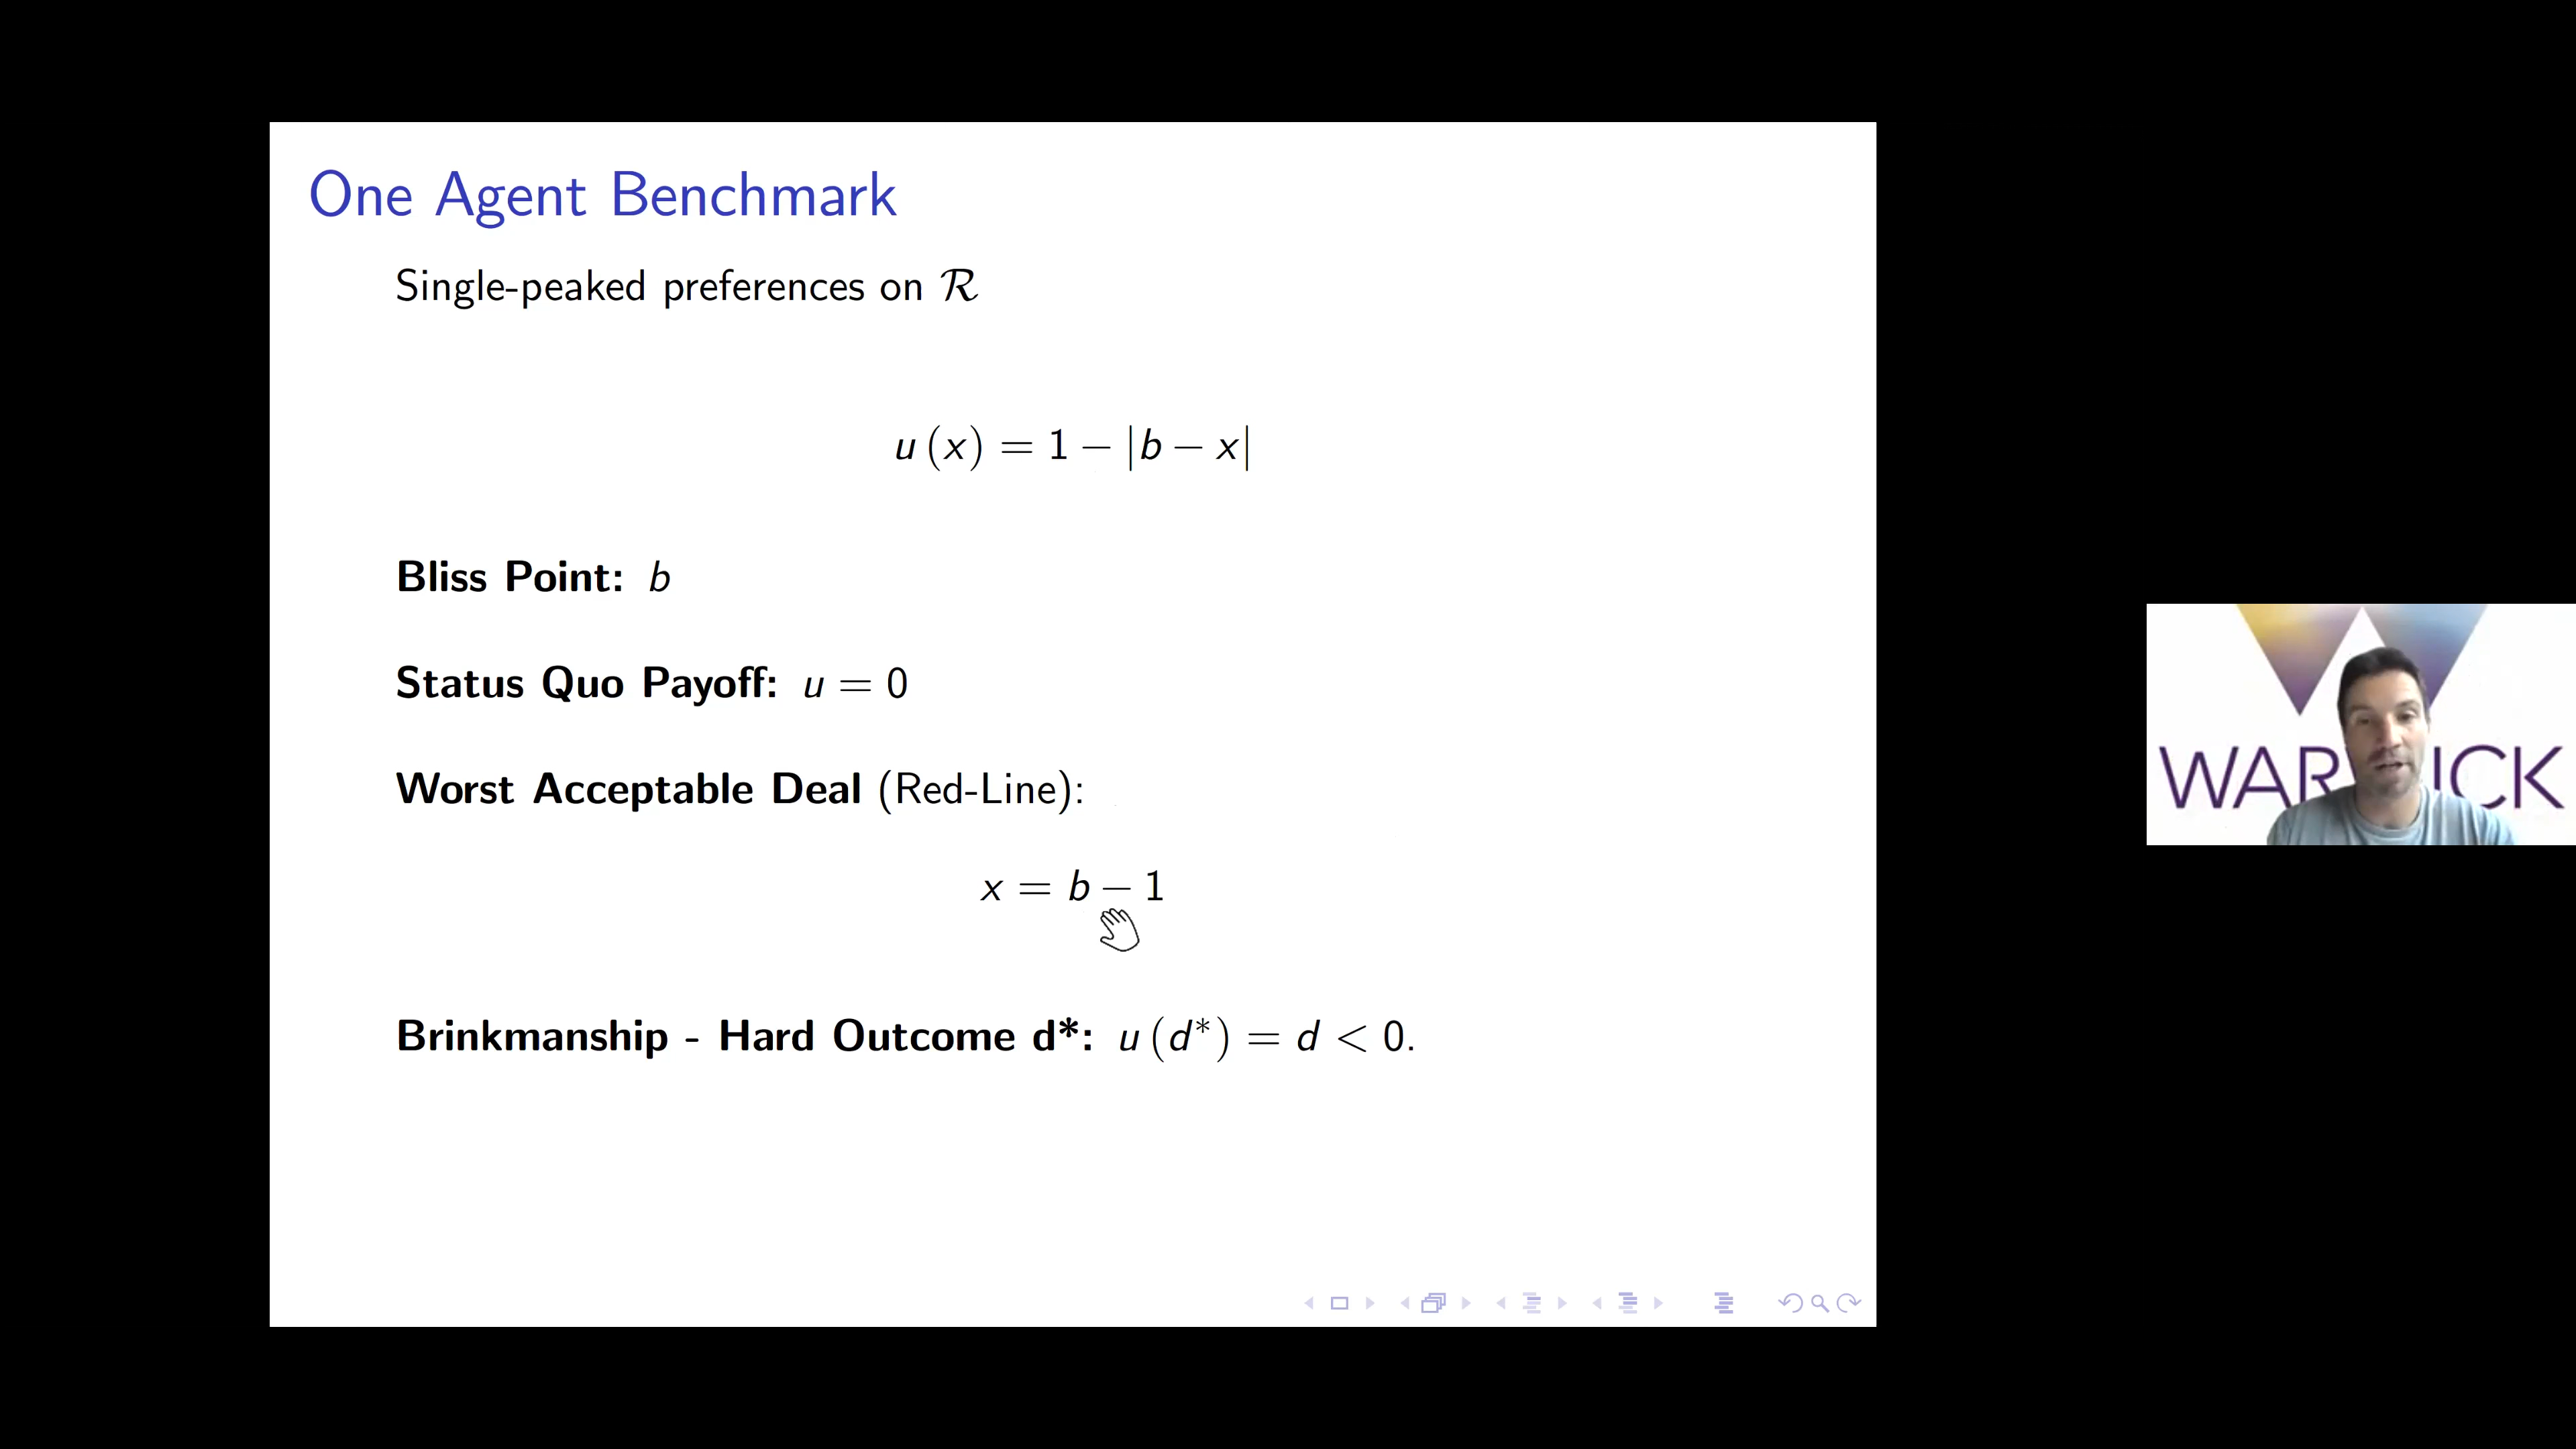 One Agent Benchmark
Single-peaked preferences on ℛ
u (x) = 1 − |b − x|
Bliss Point: b
Status Quo Payoff: u = 0
Worst Acceptable Deal (Red-Line):
x = b − 1
Brinkmanship - Hard Outcome d*: u (d*) = d < 0.
WAR ICK